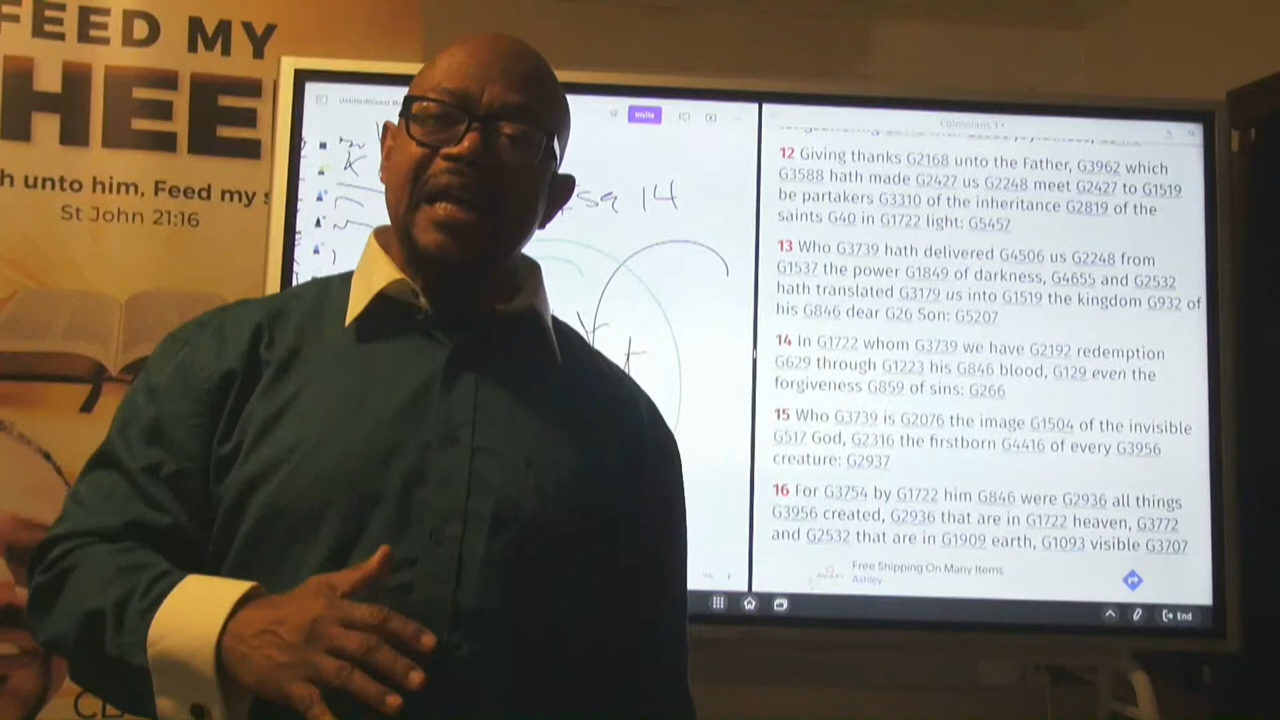 FEED MY
HEE
h unto him, Feed my s
St John 21:16
Invite
Isa 14
Colossians 1
12 Giving thanks G2168 unto the Father, G3962 which
G3588 hath made G2427 us G2248 meet G2427 to G1519
be partakers G3310 of the inheritance G2819 of the
saints G40 in G1722 light: G5457
13 Who G3739 hath delivered G4506 us G2248 from
G1537 the power G1849 of darkness, G4655 and G2532
hath translated G3179 us into G1519 the kingdom G932 of
his G846 dear G26 Son: G5207
14 In G1722 whom G3739 we have G2192 redemption
G629 through G1223 his G846 blood, G129 even the
forgiveness G859 of sins: G266
15 Who G3739 is G2076 the image G1504 of the invisible
G517 God, G2316 the firstborn G4416 of every G3956
creature: G2937
16 For G3754 by G1722 him G846 were G2936 all things
G3956 created, G2936 that are in G1722 heaven, G3772
and G2532 that are in G1909 earth, G1093 visible G3707
Free Shipping On Many Items
Ashley
End